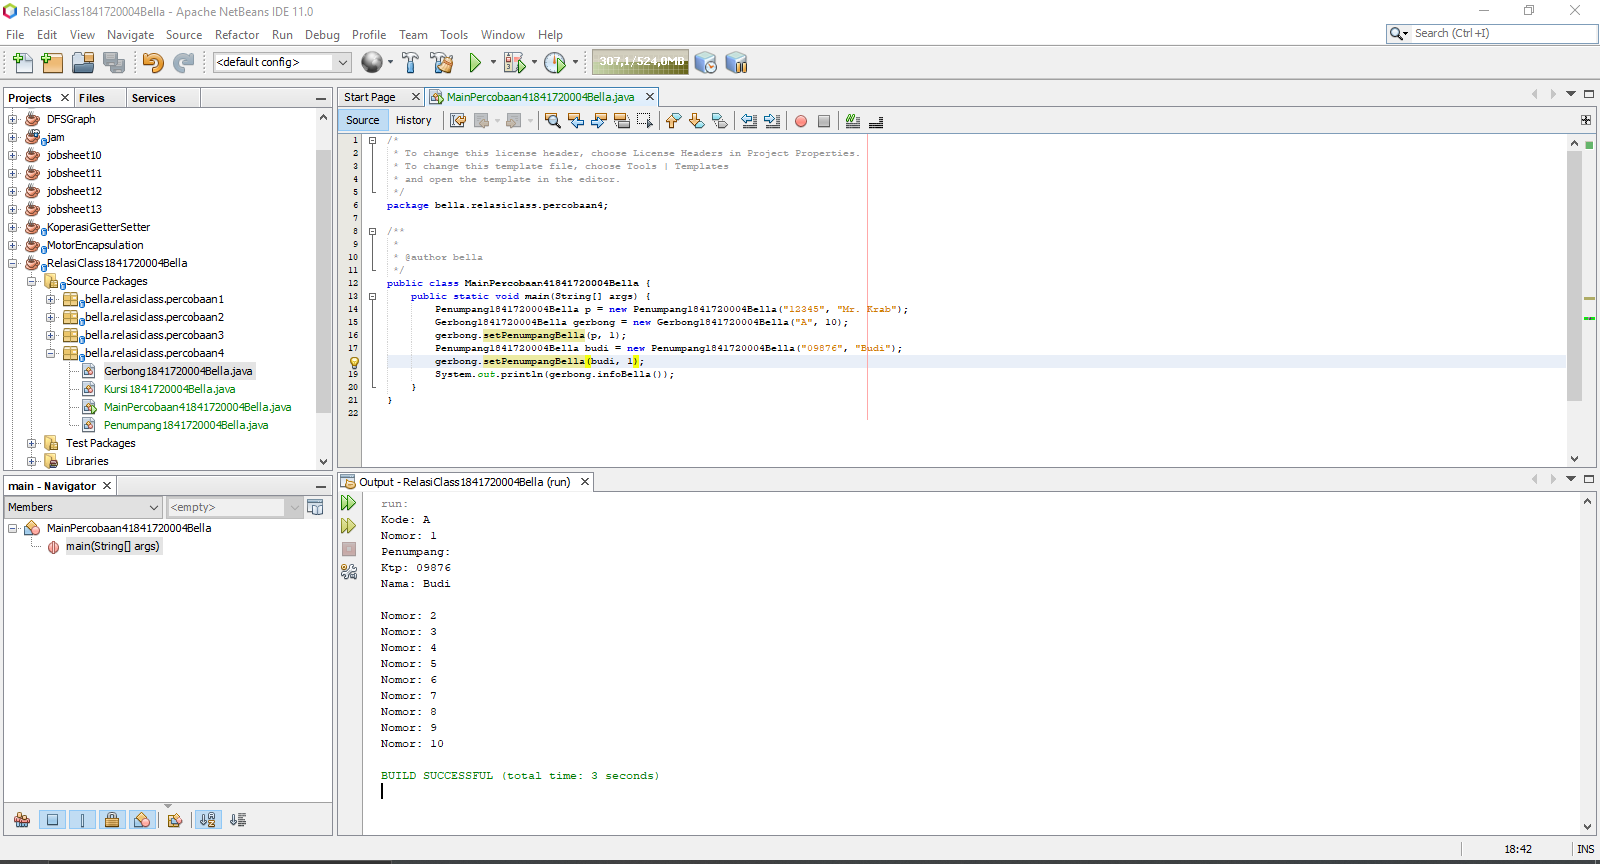 RelasiClass1841720004Bella - Apache NetBeans IDE 11.0
File Edit View Navigate Source Refactor Run Debug Profile Team Tools Window Help
Search (Ctrl+I)
<default config>
307,1/524,0MB
Projects Files Services
DFSGraph
jam
jobsheet10
jobsheet11
jobsheet12
jobsheet13
KoperasiGetterSetter
MotorEncapsulation
RelasiClass1841720004Bella
Source Packages
bella.relasiclass.percobaan1
bella.relasiclass.percobaan2
bella.relasiclass.percobaan3
bella.relasiclass.percobaan4
Gerbong1841720004Bella.java
Kursi1841720004Bella.java
MainPercobaan41841720004Bella.java
Penumpang1841720004Bella.java
Test Packages
Libraries
main - Navigator
Members
<empty>
MainPercobaan41841720004Bella
main(String[] args)
Start Page MainPercobaan41841720004Bella.java
Source History
1 /*
2 * To change this license header, choose License Headers in Project Properties.
3 * To change this template file, choose Tools | Templates
4 * and open the template in the editor.
5 */
6 package bella.relasiclass.percobaan4;
7
8 /**
9 *
10 * @author bella
11 */
12 public class MainPercobaan41841720004Bella {
13 public static void main(String[] args) {
14 Penumpang1841720004Bella p = new Penumpang1841720004Bella("12345", "Mr. Krab");
15 Gerbong1841720004Bella gerbong = new Gerbong1841720004Bella("A", 10);
16 gerbong.setPenumpangBella(p, 1);
17 Penumpang1841720004Bella budi = new Penumpang1841720004Bella("09876", "Budi");
gerbong.setPenumpangBella(budi, 1);
19 System.out.println(gerbong.infoBella());
20 }
21 }
22
Output - RelasiClass1841720004Bella (run)
run:
Kode: A
Nomor: 1
Penumpang:
Ktp: 09876
Nama: Budi
Nomor: 2
Nomor: 3
Nomor: 4
Nomor: 5
Nomor: 6
Nomor: 7
Nomor: 8
Nomor: 9
Nomor: 10
BUILD SUCCESSFUL (total time: 3 seconds)
18:42 INS